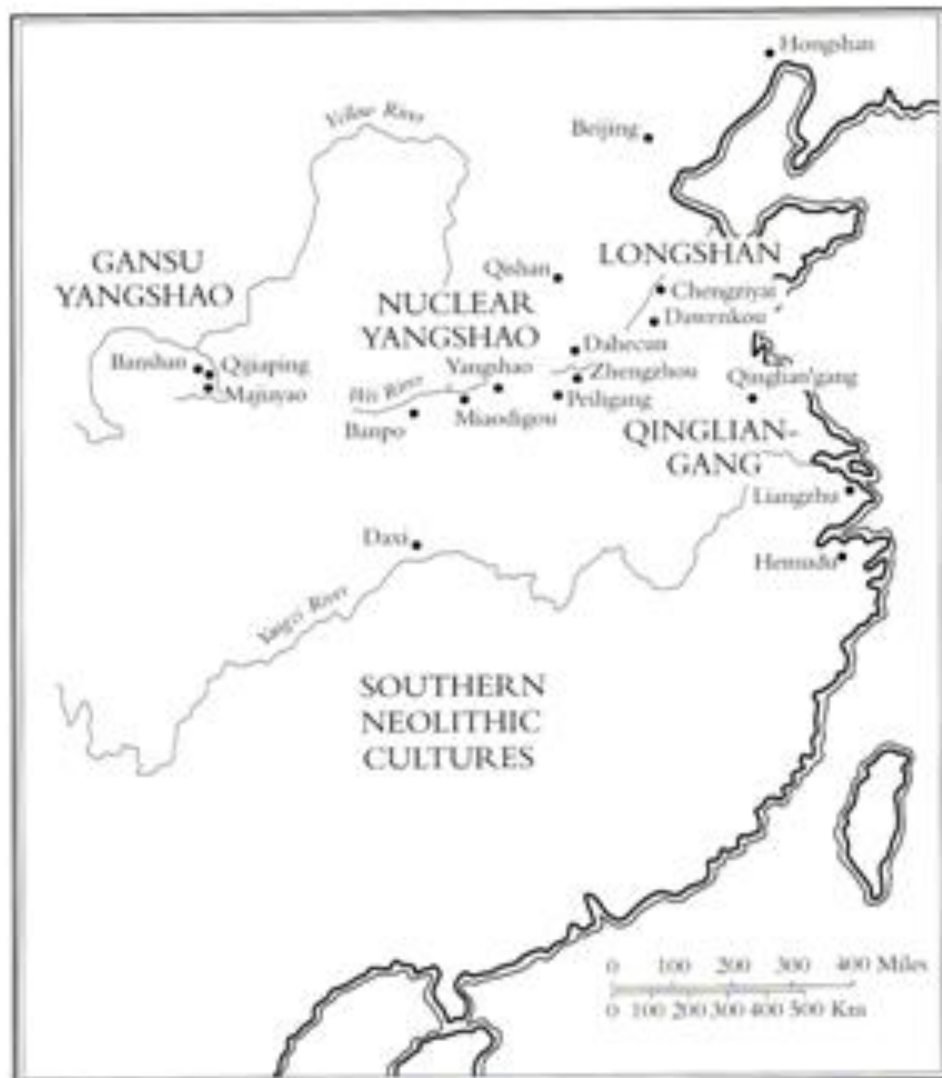 Hongshan
Yellow River
Beijing
GANSU
YANGSHAO
LONGSHAN
Qishan
NUCLEAR
YANGSHAO
Chengziyai
Dawenkou
Dahecun
Banshan
Qijiaping
Majiayao
Yangshao
Zhengzhou
Qinglian'gang
Wei River
Peiligang
Miaodigou
Banpo
QINGLIAN-
GANG
Liangzhu
Daxi
Hemudu
Yangzi River
SOUTHERN
NEOLITHIC
CULTURES
0 100 200 300 400 Miles
0 100 200 300 400 500 Km